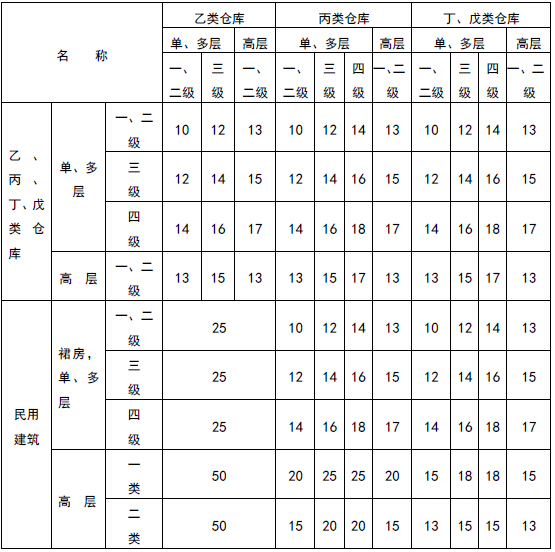 名 称 乙类仓库 丙类仓库 丁、戊类仓库
单、多层 高层 单、多层 高层 单、多层 高层
一、二级 三级 一、二级 一、二级 三级 四级 一、二级 一、二级 三级 四级 一、二级
乙、丙、丁、戊类仓库 单、多层 一、二级 10 12 13 10 12 14 13 10 12 14 13
三级 12 14 15 12 14 16 15 12 14 16 15
四级 14 16 17 14 16 18 17 14 16 18 17
高层 一、二级 13 15 13 13 15 17 13 13 15 17 13
民用建筑 裙房，单、多层 一、二级 25 10 12 14 13 10 12 14 13
三级 25 12 14 16 15 12 14 16 15
四级 25 14 16 18 17 14 16 18 17
高层 一类 50 20 25 25 20 15 18 18 15
二类 50 15 20 20 15 13 15 15 13